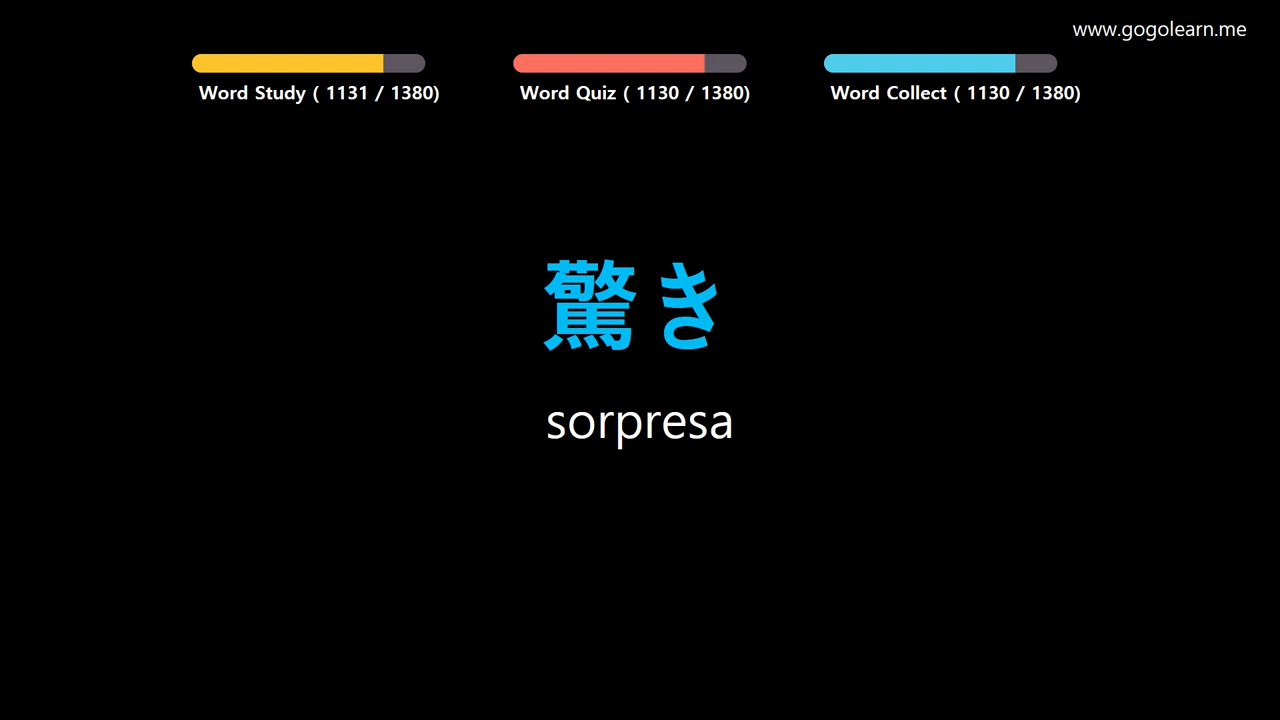 www.gogolearn.me
Word Study ( 1131 / 1380)
Word Quiz ( 1130 / 1380)
Word Collect ( 1130 / 1380)
驚き
sorpresa